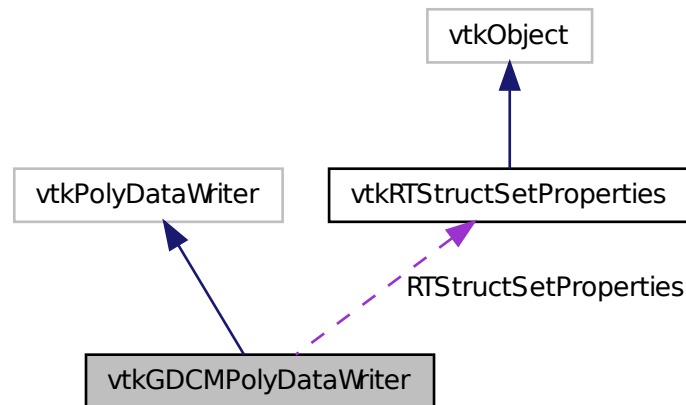 vtkObject
vtkPolyDataWriter
vtkRTStructSetProperties
RTStructSetProperties
vtkGDCMPolyDataWriter